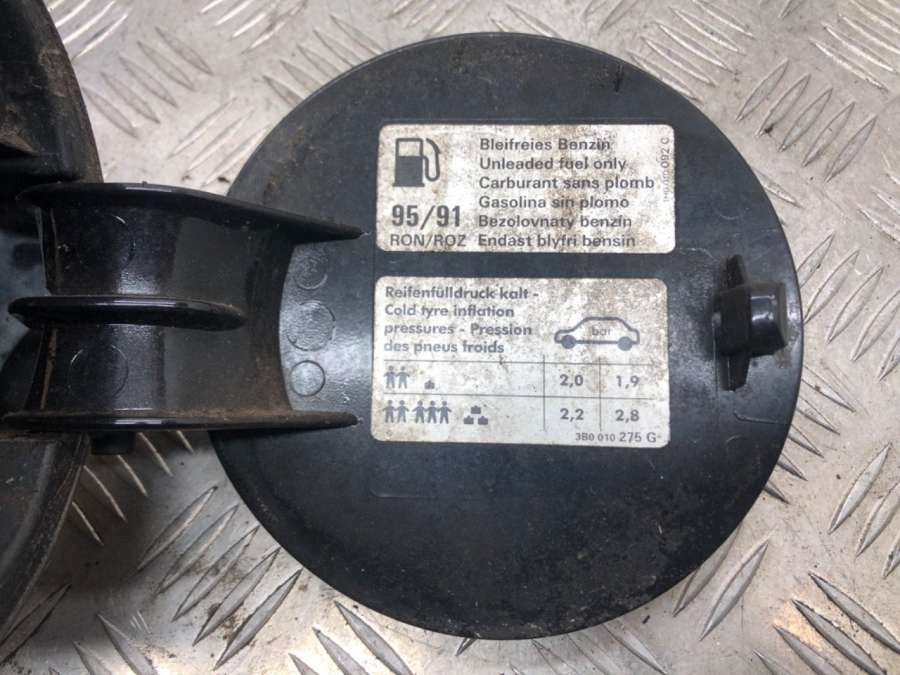 Bleifreies Benzin
Unleaded fuel only
Carburant sans plomb
Gasolina sin plomo
95/91 Bezolovnaty benzin
RON/ROZ Endast blyfri bensin
Reifenfülldruck kalt -
Cold tyre inflation
pressures - Pression
des pneus froids
bar
2,0 1,9
2,2 2,8
3B0 010 275 G